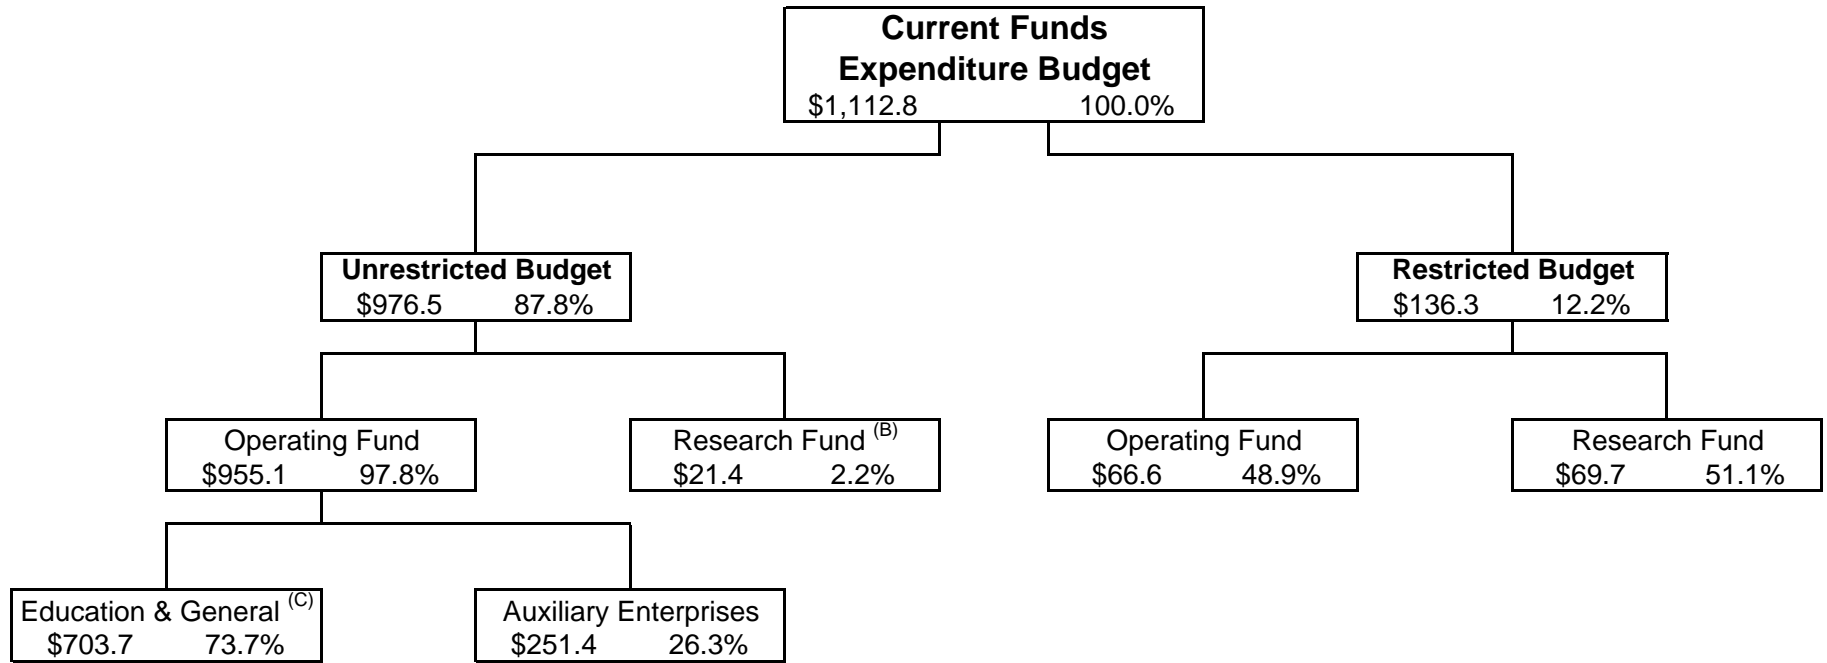 Current Funds
Expenditure Budget
$1,112.8 100.0%
Unrestricted Budget
$976.5 87.8%
Restricted Budget
$136.3 12.2%
Operating Fund
$955.1 97.8%
Research Fund (B)
$21.4 2.2%
Operating Fund
$66.6 48.9%
Research Fund
$69.7 51.1%
Education & General (C)
$703.7 73.7%
Auxiliary Enterprises
$251.4 26.3%